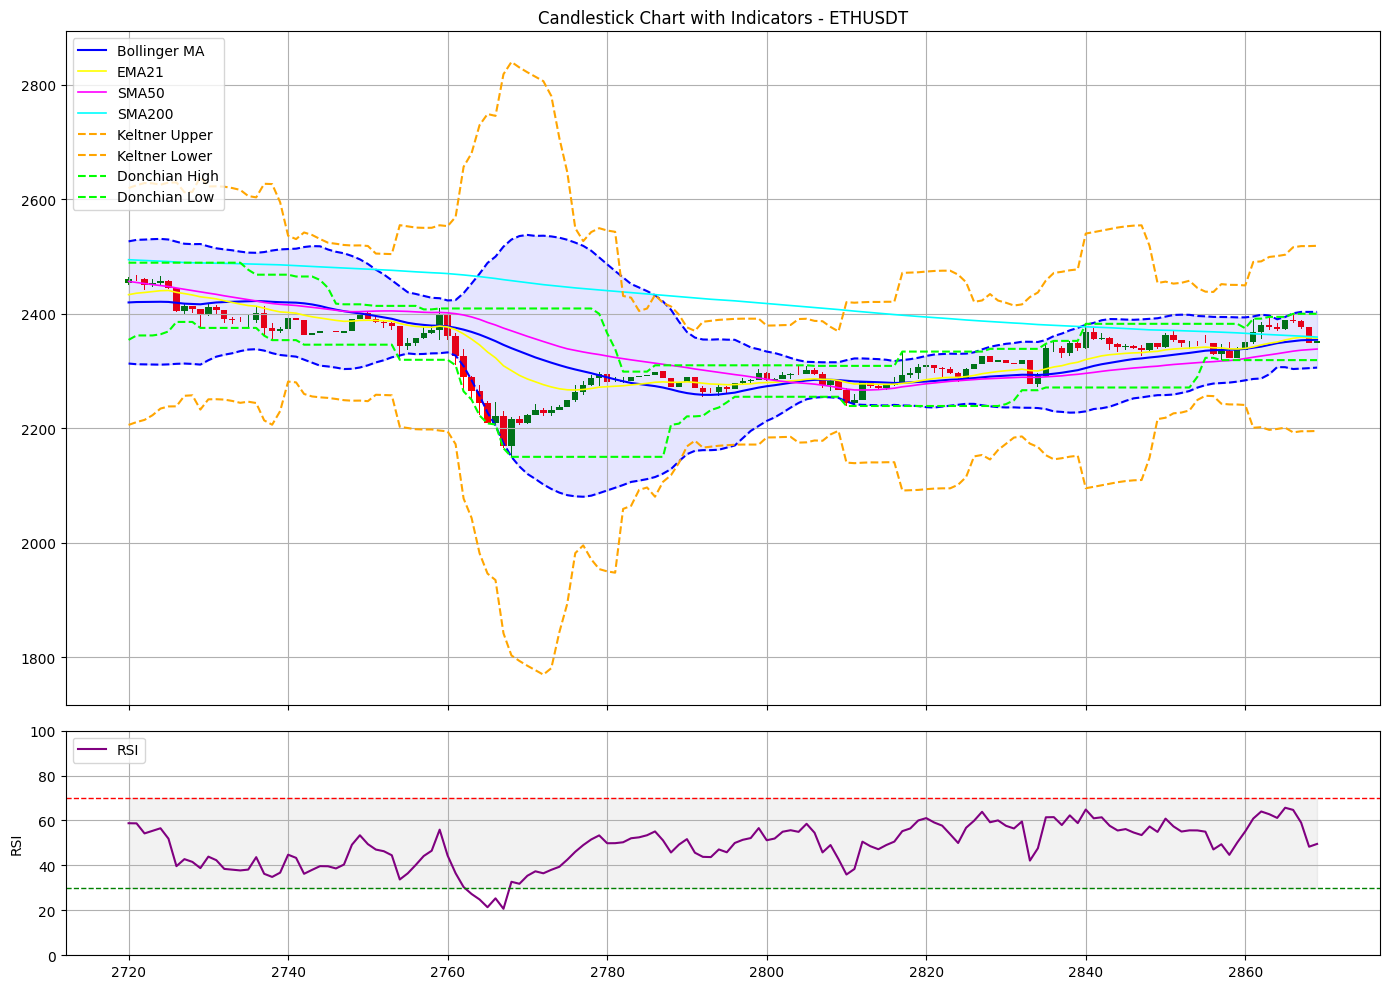 Candlestick Chart with Indicators - ETHUSDT
Bollinger MA
EMA21
SMA50
SMA200
Keltner Upper
Keltner Lower
Donchian High
Donchian Low
2800
2600
2400
2200
2000
1800
RSI
100
80
60
40
20
0
RSI
2720 2740 2760 2780 2800 2820 2840 2860